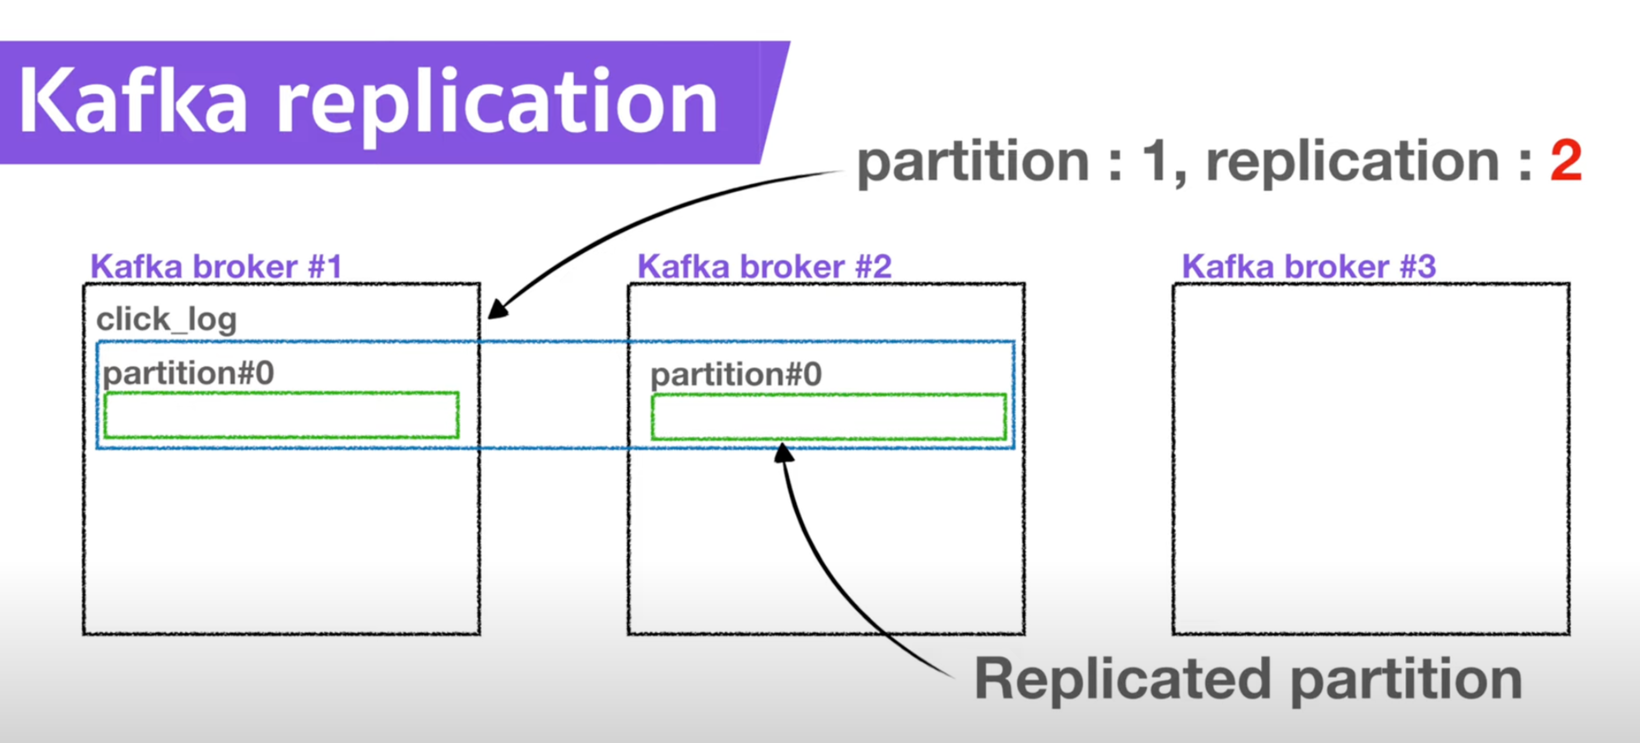 Kafka replication
partition : 1, replication : 2
Kafka broker #1
Kafka broker #2
Kafka broker #3
click_log
partition#0
partition#0
Replicated partition